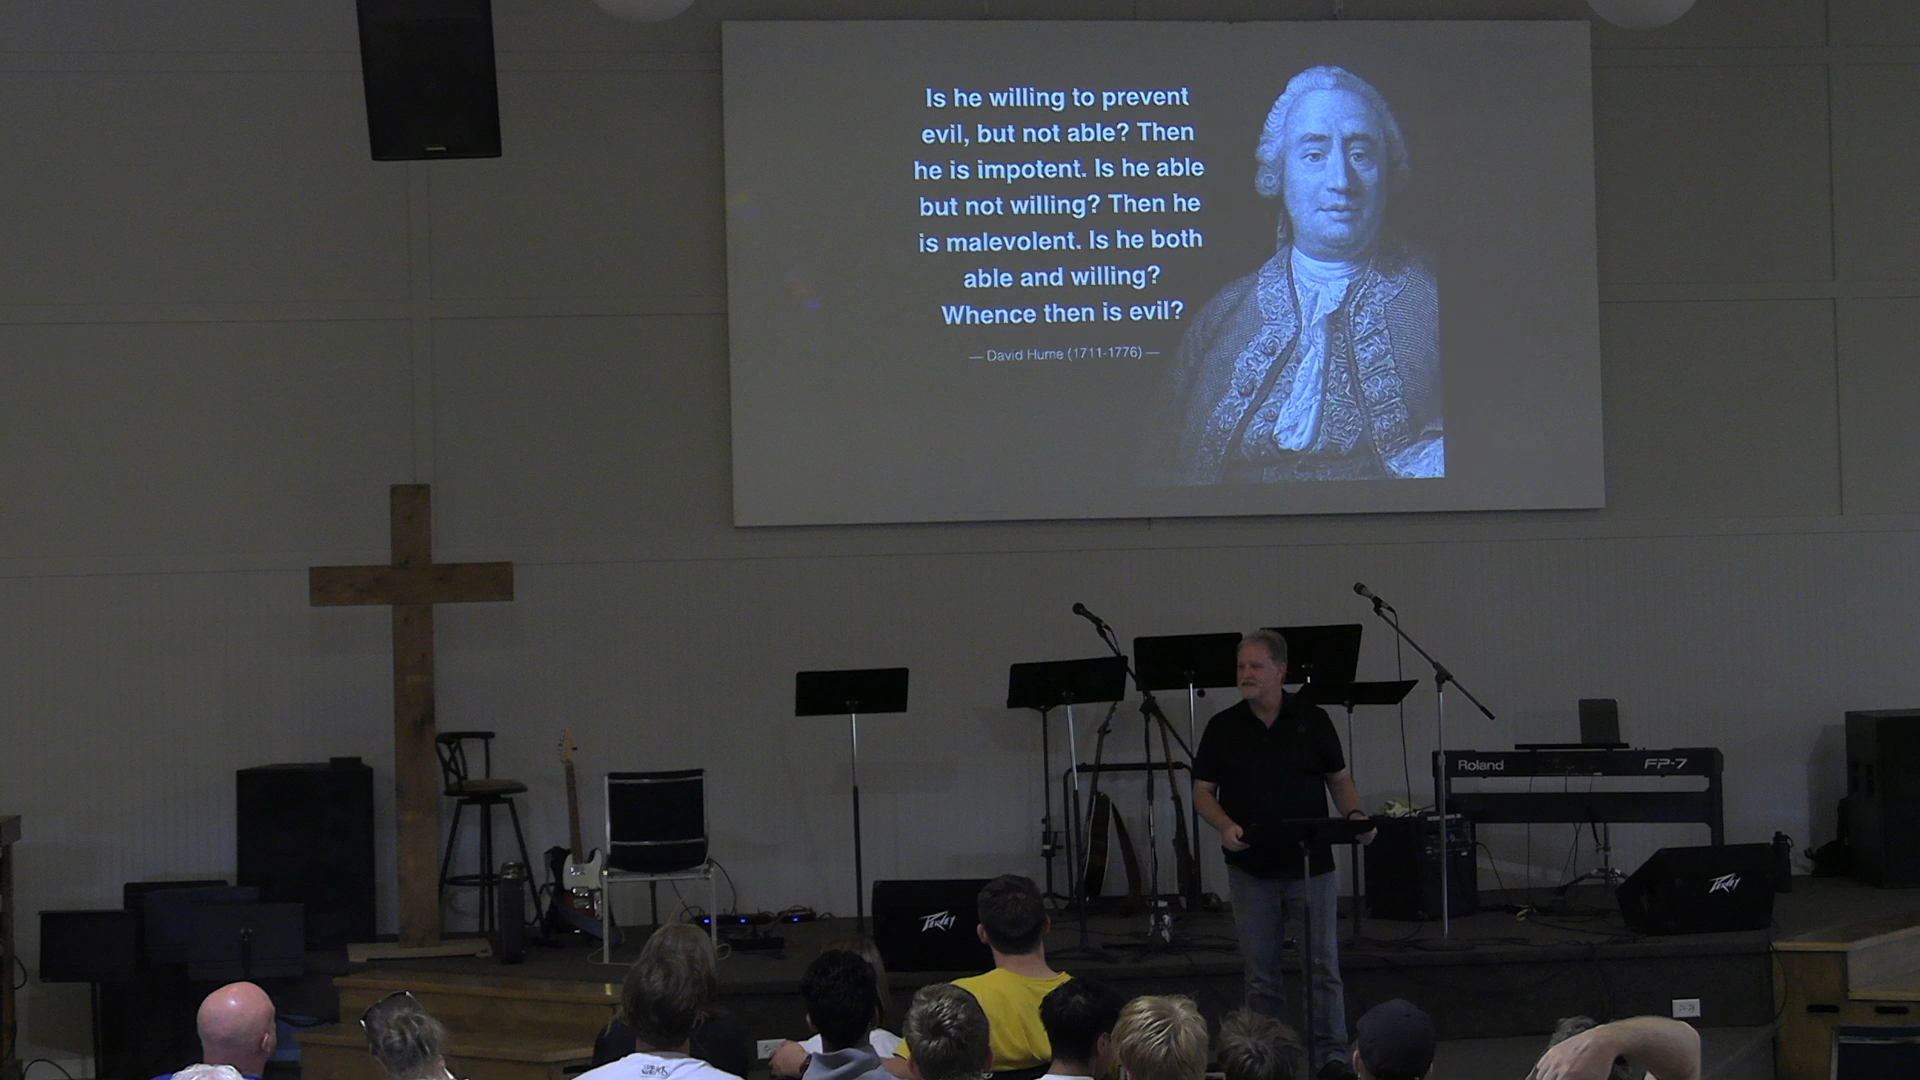 Is he willing to prevent
evil, but not able? Then
he is impotent. Is he able
but not willing? Then he
is malevolent. Is he both
able and willing?
Whence then is evil?
— David Hume (1711-1776) —
Roland
FP-7
PEAVEY
PEAVEY